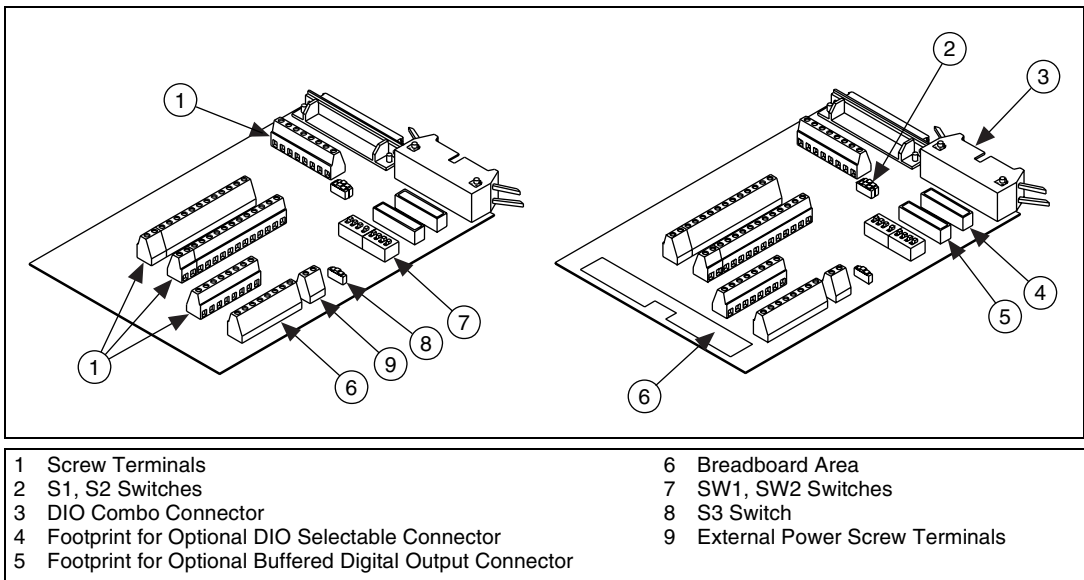 2
3
1
4
5
7
8
9
6
1
6
1 Screw Terminals
2 S1, S2 Switches
3 DIO Combo Connector
4 Footprint for Optional DIO Selectable Connector
5 Footprint for Optional Buffered Digital Output Connector
6 Breadboard Area
7 SW1, SW2 Switches
8 S3 Switch
9 External Power Screw Terminals